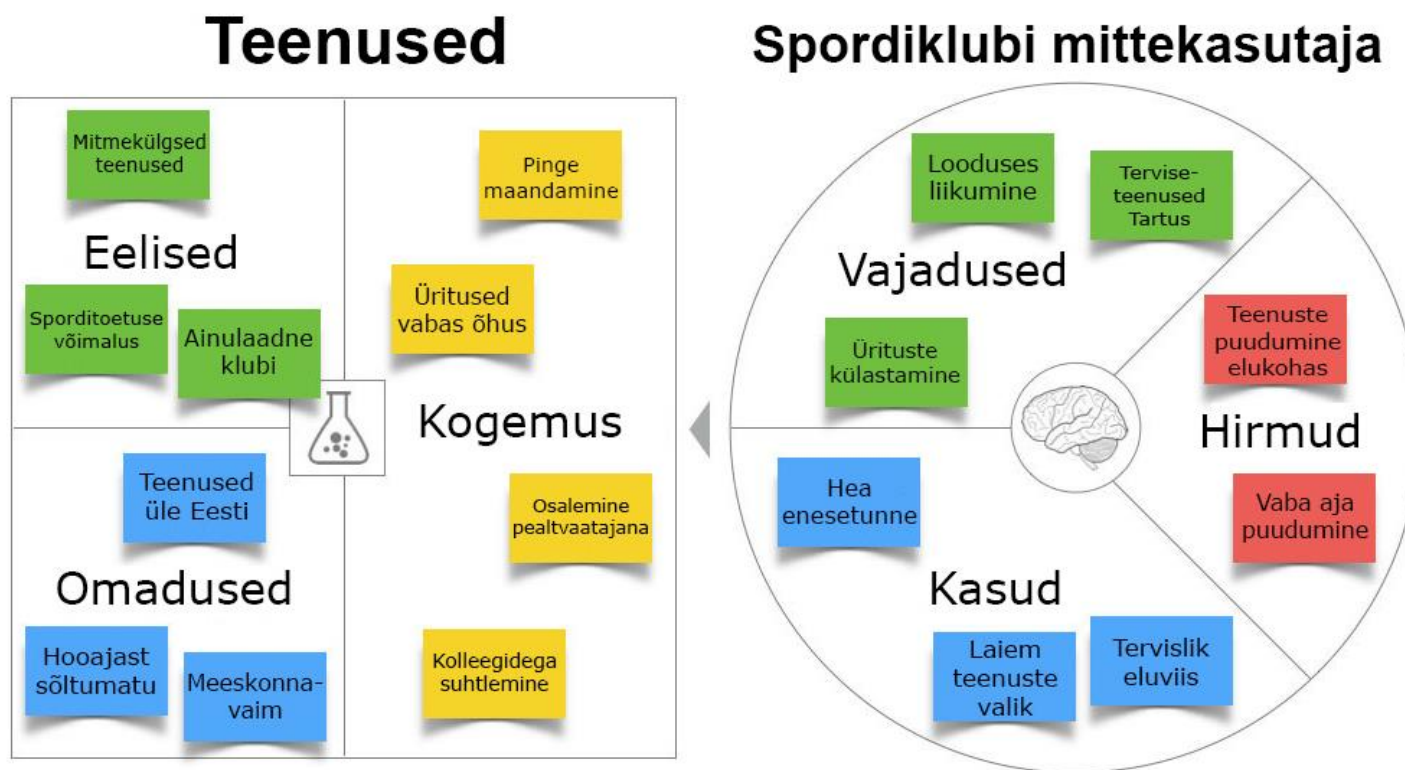 Teenused
Mitmekülgsed
teenused
Eelised
Sporditoetuse
võimalus
Ainulaadne
klubi
Pinge
maandamine
Üritused
vabas õhus
Kogemus
Osalemine
pealtvaatajana
Kolleegidega
suhtlemine
Teenused
üle Eesti
Omadused
Hooajast
sõltumatu
Meeskonna-
vaim
Spordiklubi mittekasutaja
Looduses
liikumine
Tervise-
teenused
Tartus
Vajadused
Ürituste
külastamine
Teenuste
puudumine
elukohas
Hirmud
Vaba aja
puudumine
Hea
enesetunne
Kasud
Laiem
teenuste
valik
Tervislik
eluviis